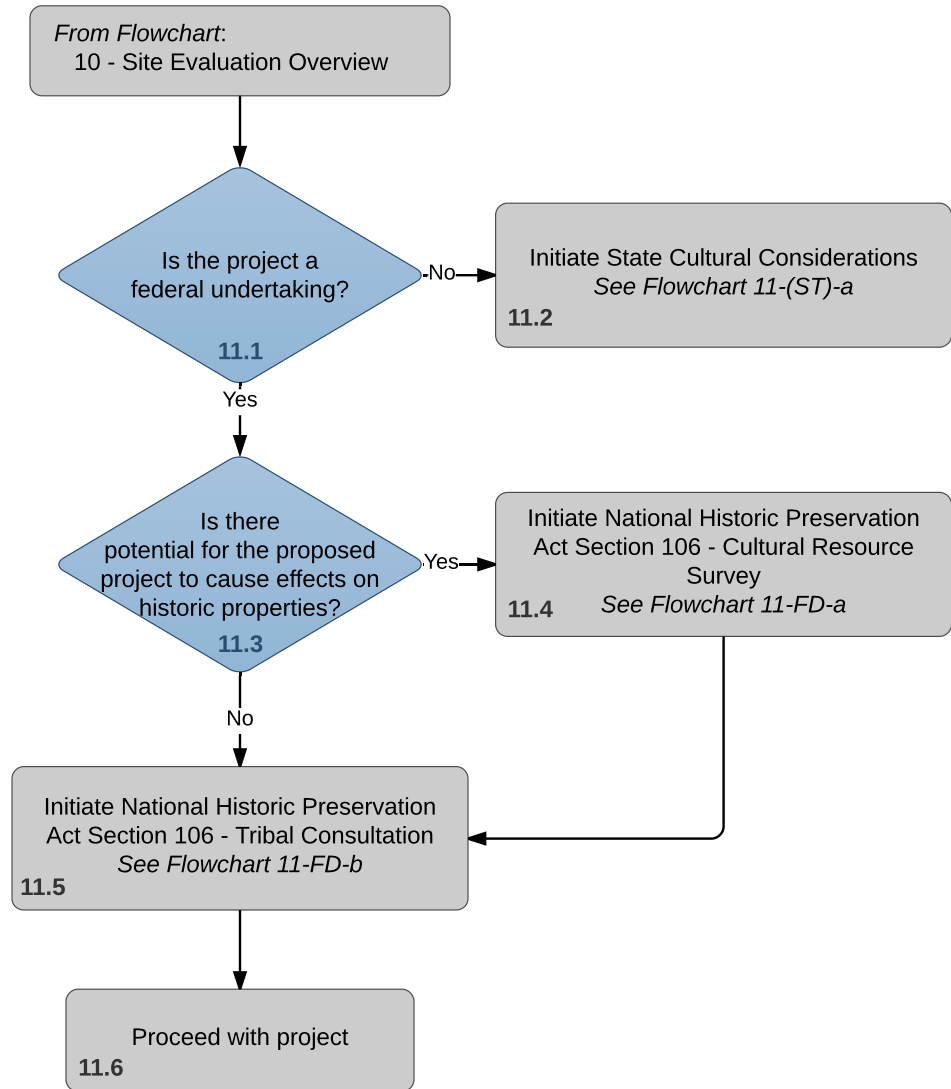 From Flowchart:
10 - Site Evaluation Overview
Is the project a
federal undertaking?
11.1
No
Initiate State Cultural Considerations
See Flowchart 11-(ST)-a
11.2
Yes
Is there
potential for the proposed
project to cause effects on
historic properties?
11.3
Yes
Initiate National Historic Preservation
Act Section 106 - Cultural Resource
Survey
See Flowchart 11-FD-a
11.4
No
Initiate National Historic Preservation
Act Section 106 - Tribal Consultation
See Flowchart 11-FD-b
11.5
Proceed with project
11.6